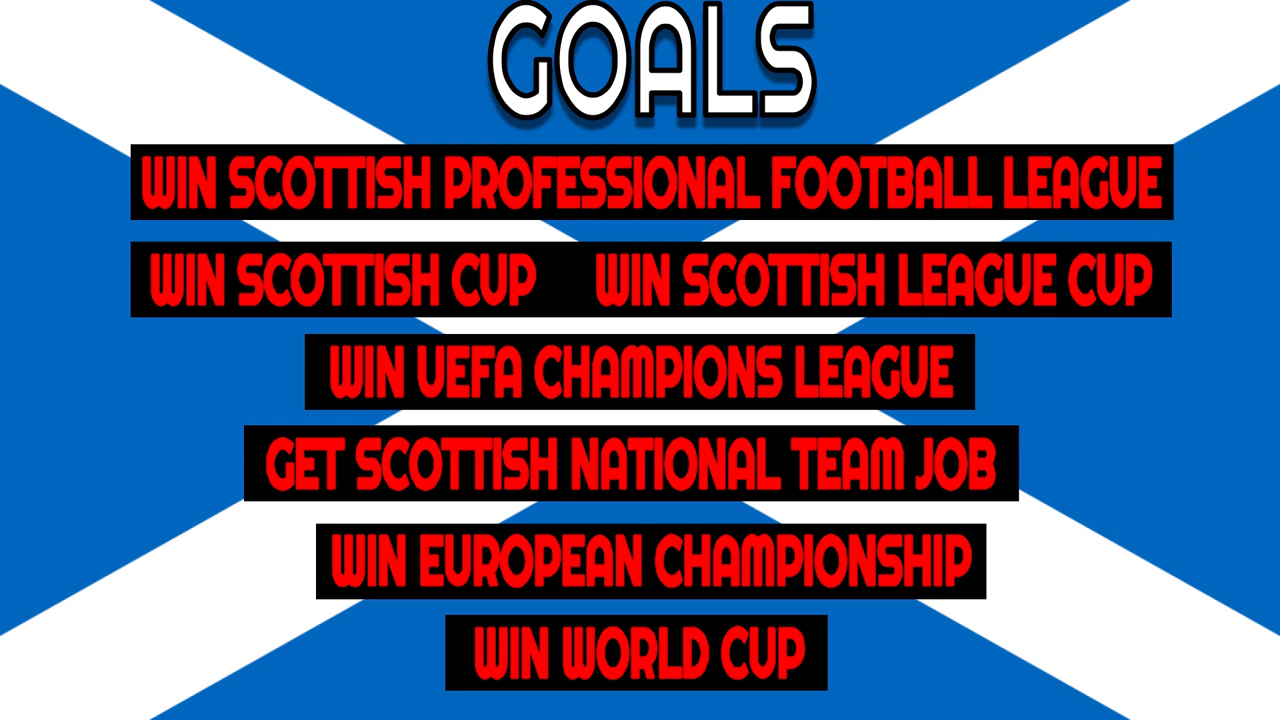 GOALS
WIN SCOTTISH PROFESSIONAL FOOTBALL LEAGUE
WIN SCOTTISH CUP WIN SCOTTISH LEAGUE CUP
WIN UEFA CHAMPIONS LEAGUE
GET SCOTTISH NATIONAL TEAM JOB
WIN EUROPEAN CHAMPIONSHIP
WIN WORLD CUP